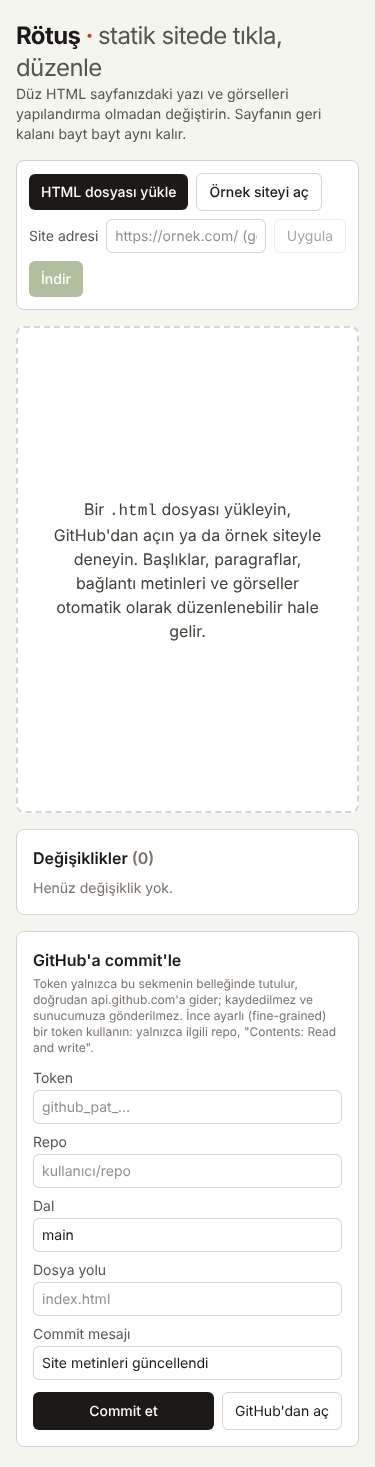 Rötuş · statik sitede tıkla,
düzenle
Düz HTML sayfanızdaki yazı ve görselleri
yapılandırma olmadan değiştirin. Sayfanın geri
kalanı bayt bayt aynı kalır.
HTML dosyası yükle
Örnek siteyi aç
Site adresi
https://ornek.com/ (g
Uygula
İndir
Bir .html dosyası yükleyin,
GitHub'dan açın ya da örnek siteyle
deneyin. Başlıklar, paragraflar,
bağlantı metinleri ve görseller
otomatik olarak düzenlenebilir hale
gelir.
Değişiklikler (0)
Henüz değişiklik yok.
GitHub'a commit'le
Token yalnızca bu sekmenin belleğinde tutulur,
doğrudan api.github.com'a gider; kaydedilmez ve
sunucumuza gönderilmez. İnce ayarlı (fine-grained)
bir token kullanın: yalnızca ilgili repo, "Contents: Read
and write".
Token
github_pat_...
Repo
kullanıcı/repo
Dal
main
Dosya yolu
index.html
Commit mesajı
Site metinleri güncellendi
Commit et
GitHub'dan aç